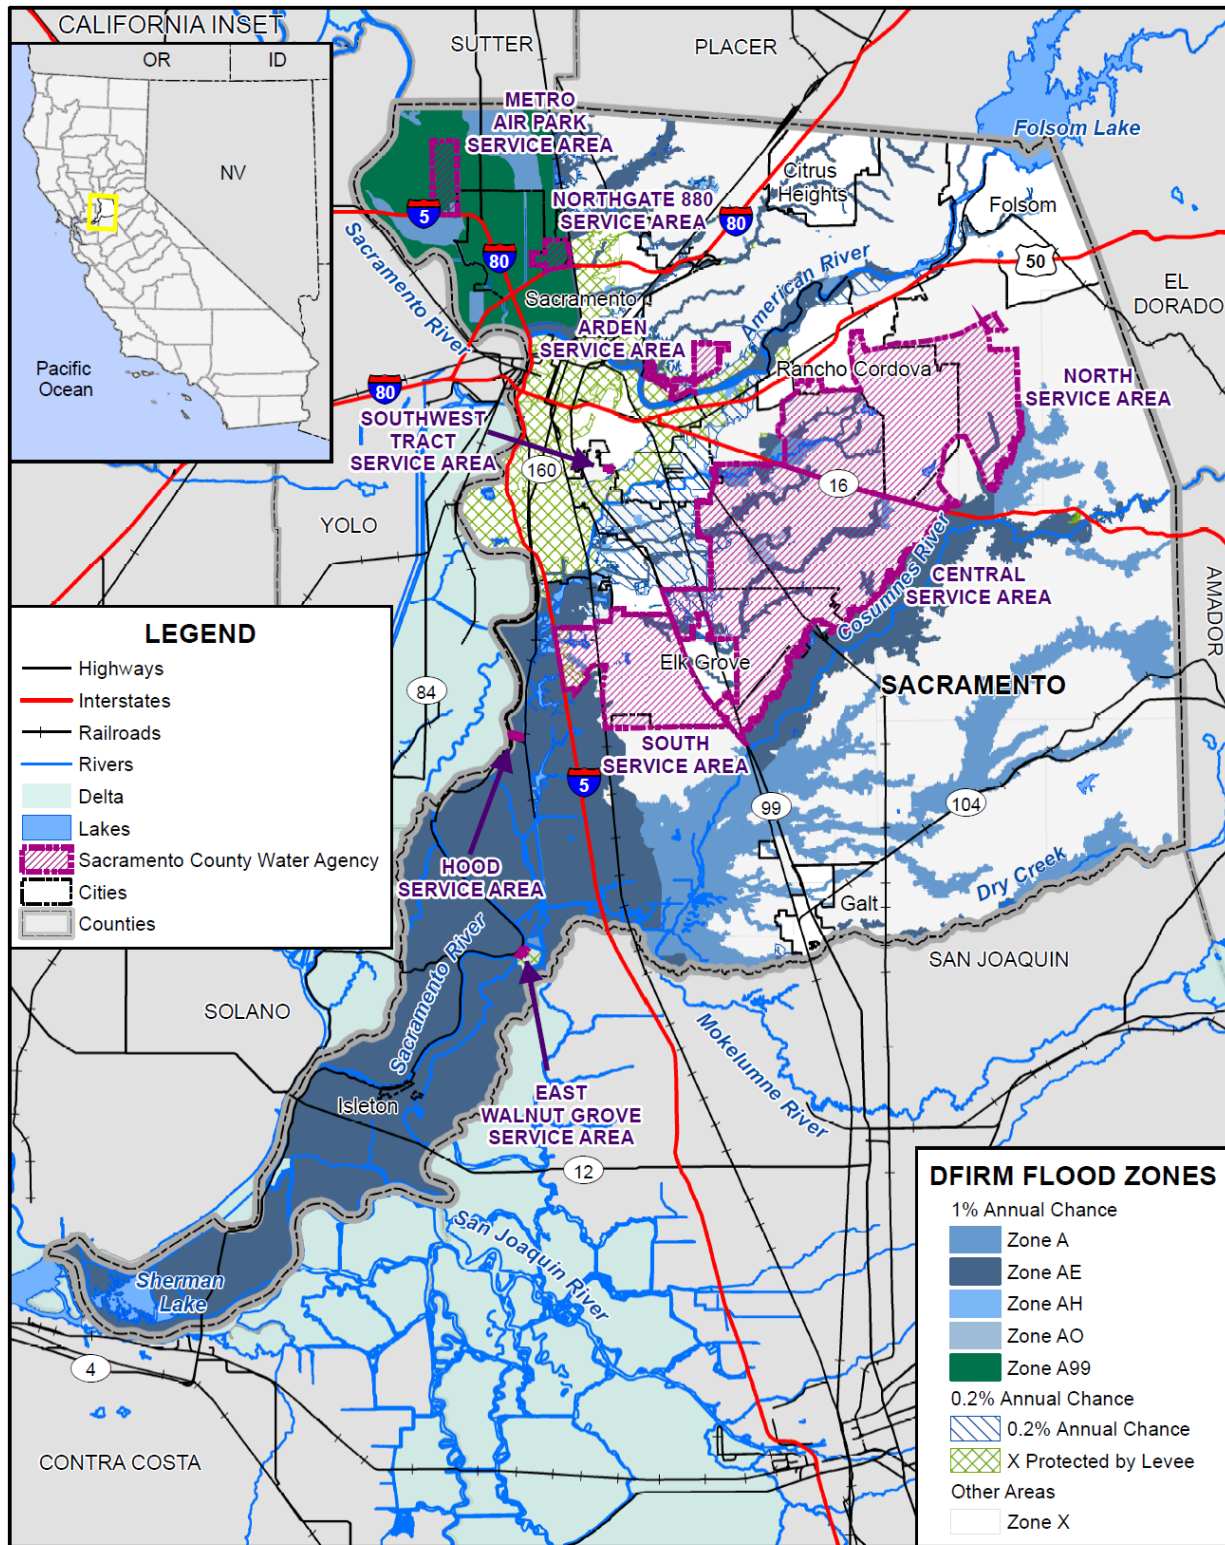 CALIFORNIA INSET
OR
ID
NV
Pacific
Ocean
SUTTER
PLACER
METRO
AIR PARK
SERVICE AREA
Folsom Lake
Citrus
Heights
NORTHGATE 880
SERVICE AREA
Folsom
5
80
80
50
Sacramento River
American River
EL
DORADO
Sacramento
ARDEN
SERVICE AREA
Rancho Cordova
80
NORTH
SERVICE AREA
SOUTHWEST
TRACT
SERVICE AREA
160
16
YOLO
Cosumnes River
CENTRAL
SERVICE AREA
AMADOR
LEGEND
Highways
Interstates
Railroads
Rivers
Delta
Lakes
Sacramento County Water Agency
Cities
Counties
84
Elk Grove
SACRAMENTO
SOUTH
SERVICE AREA
5
99
104
HOOD
SERVICE AREA
Dry Creek
Galt
Sacramento River
SAN JOAQUIN
SOLANO
Mokelumne River
Isleton
EAST
WALNUT GROVE
SERVICE AREA
12
San Joaquin River
Sherman
Lake
4
CONTRA COSTA
DFIRM FLOOD ZONES
1% Annual Chance
Zone A
Zone AE
Zone AH
Zone AO
Zone A99
0.2% Annual Chance
0.2% Annual Chance
X Protected by Levee
Other Areas
Zone X